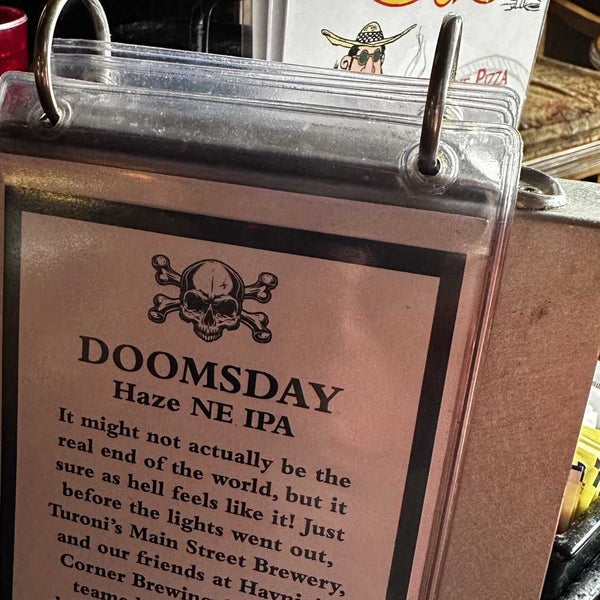 PIZZA
DOOMSDAY
Haze NE IPA
It might not actually be the
real end of the world, but it
sure as hell feels like it! Just
before the lights went out,
Turoni's Main Street Brewery,
and our friends at
Corner Brewing